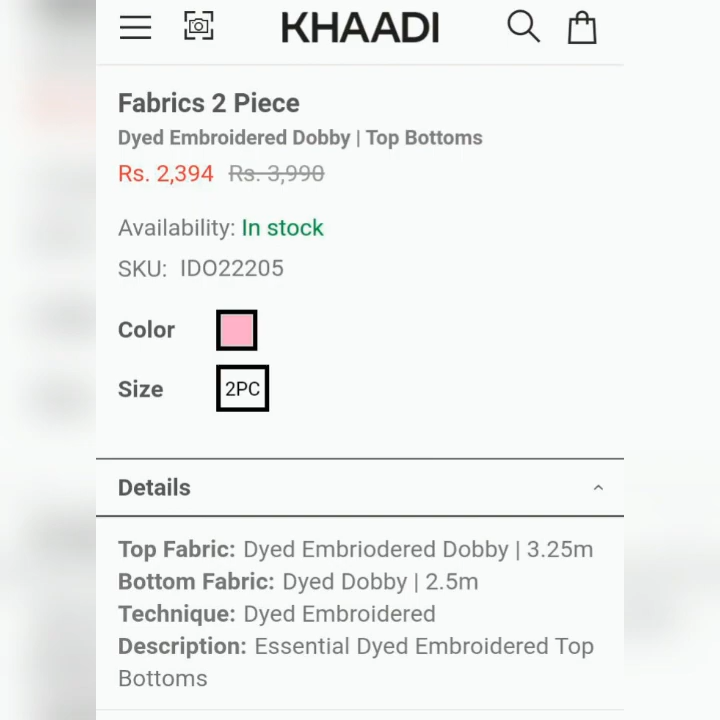 KHAADI
Fabrics 2 Piece
Dyed Embroidered Dobby | Top Bottoms
Rs. 2,394 Rs. 3,990
Availability: In stock
SKU: IDO22205
Color
Size 2PC
Details
Top Fabric: Dyed Embriodered Dobby | 3.25m
Bottom Fabric: Dyed Dobby | 2.5m
Technique: Dyed Embroidered
Description: Essential Dyed Embroidered Top
Bottoms